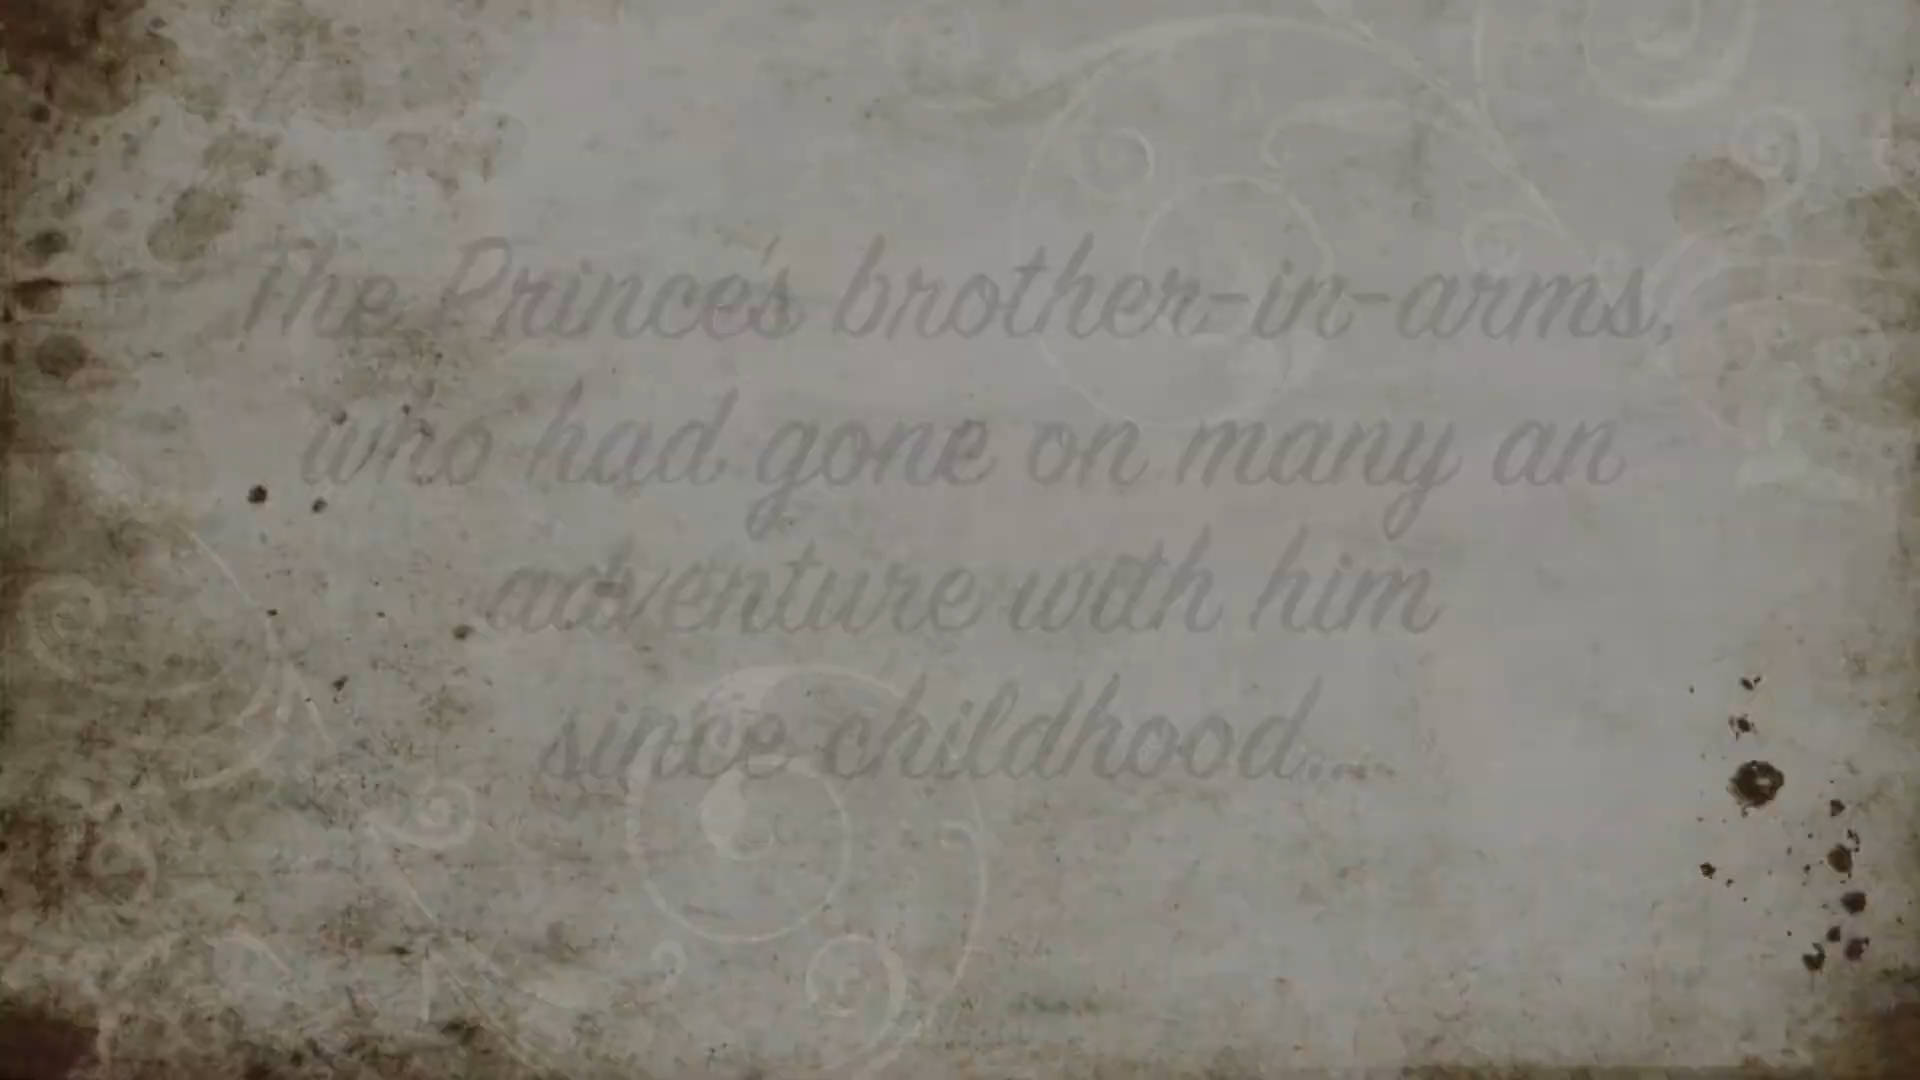 The Prince's brother-in-arms,
who had gone on many an
adventure with him
since childhood...